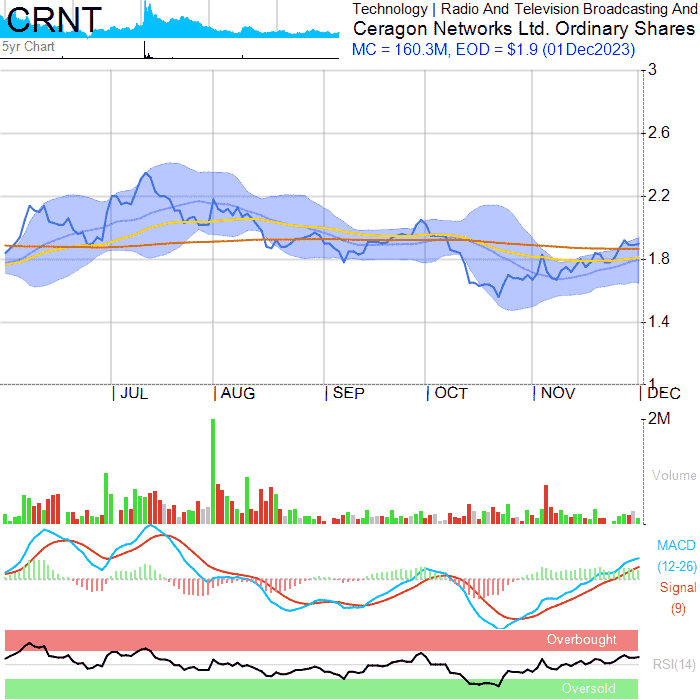 CRNT
5yr Chart
Technology | Radio And Television Broadcasting And
Ceragon Networks Ltd. Ordinary Shares
MC = 160.3M, EOD = $1.9 (01Dec2023)
3
2.6
2.2
1.8
1.4
1
JUL AUG SEP OCT NOV DEC
2M
Volume
MACD
(12-26)
Signal
(9)
Overbought
RSI(14)
Oversold